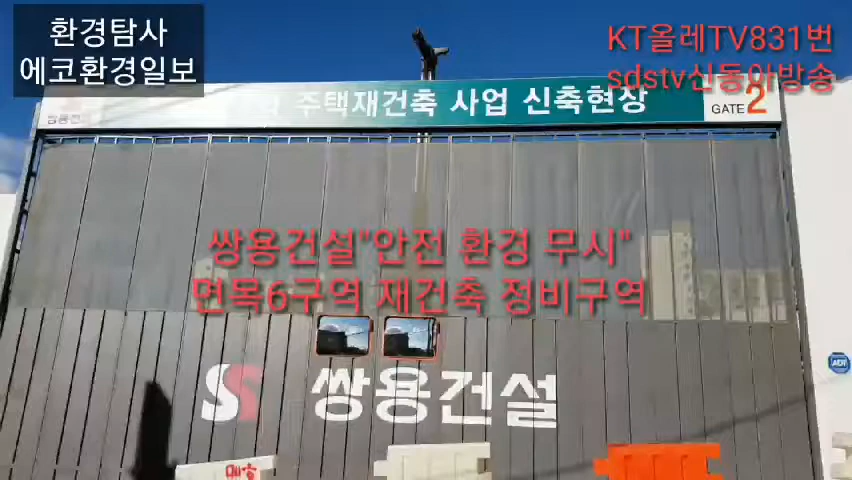 환경탐사
에코환경일보
KT올레TV831번
sdstv신동아방송
주택재건축 사업 신축현장
GATE 2
쌍용건설"안전 환경 무시"
면목6구역 재건축 정비구역
쌍용건설
ADT